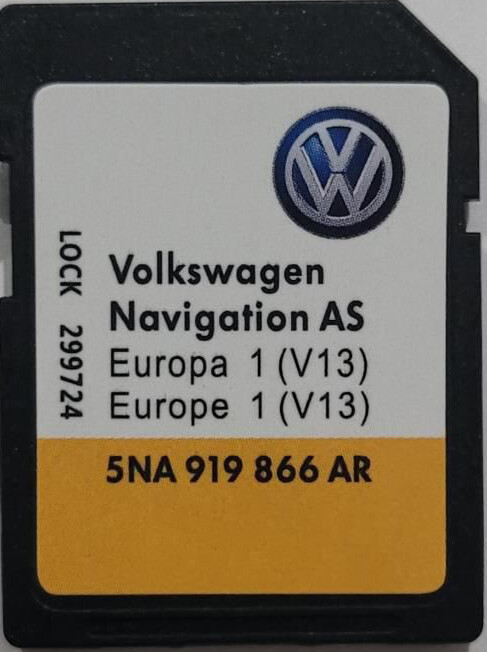 Volkswagen
Navigation AS
Europa 1 (V13)
Europe 1 (V13)
5NA 919 866 AR
LOCK 299724